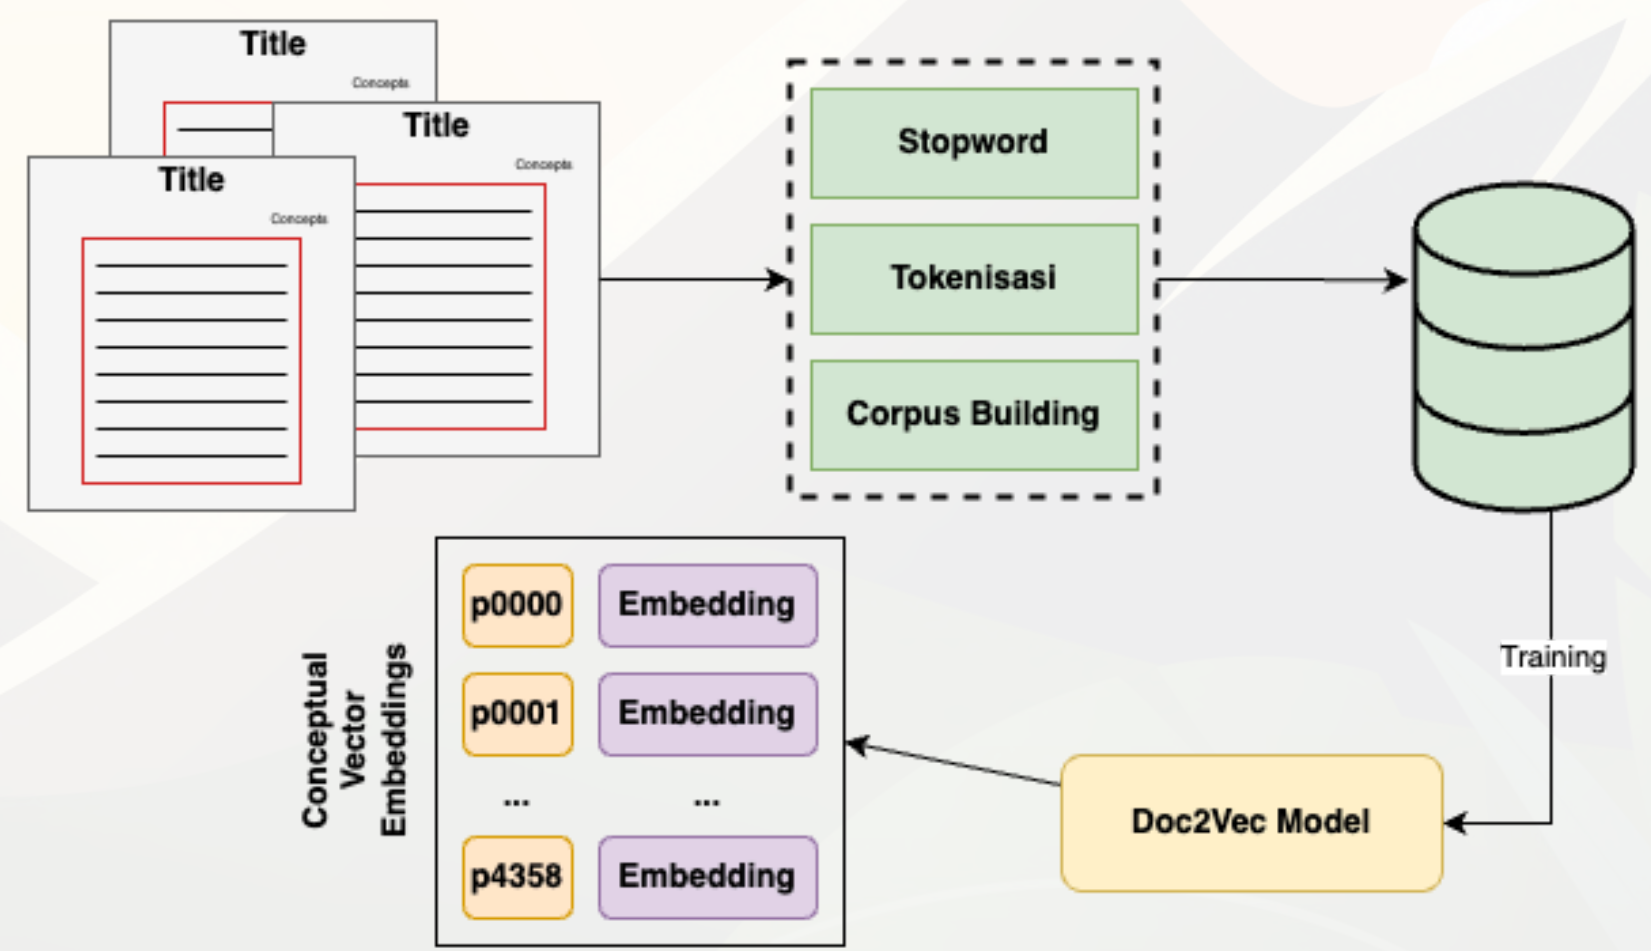 Title
Concepts
Title
Concepts
Title
Concepts
Stopword
Tokenisasi
Corpus Building
Training
Doc2Vec Model
Conceptual
Vector
Embeddings
p0000 Embedding
p0001 Embedding
... ...
p4358 Embedding